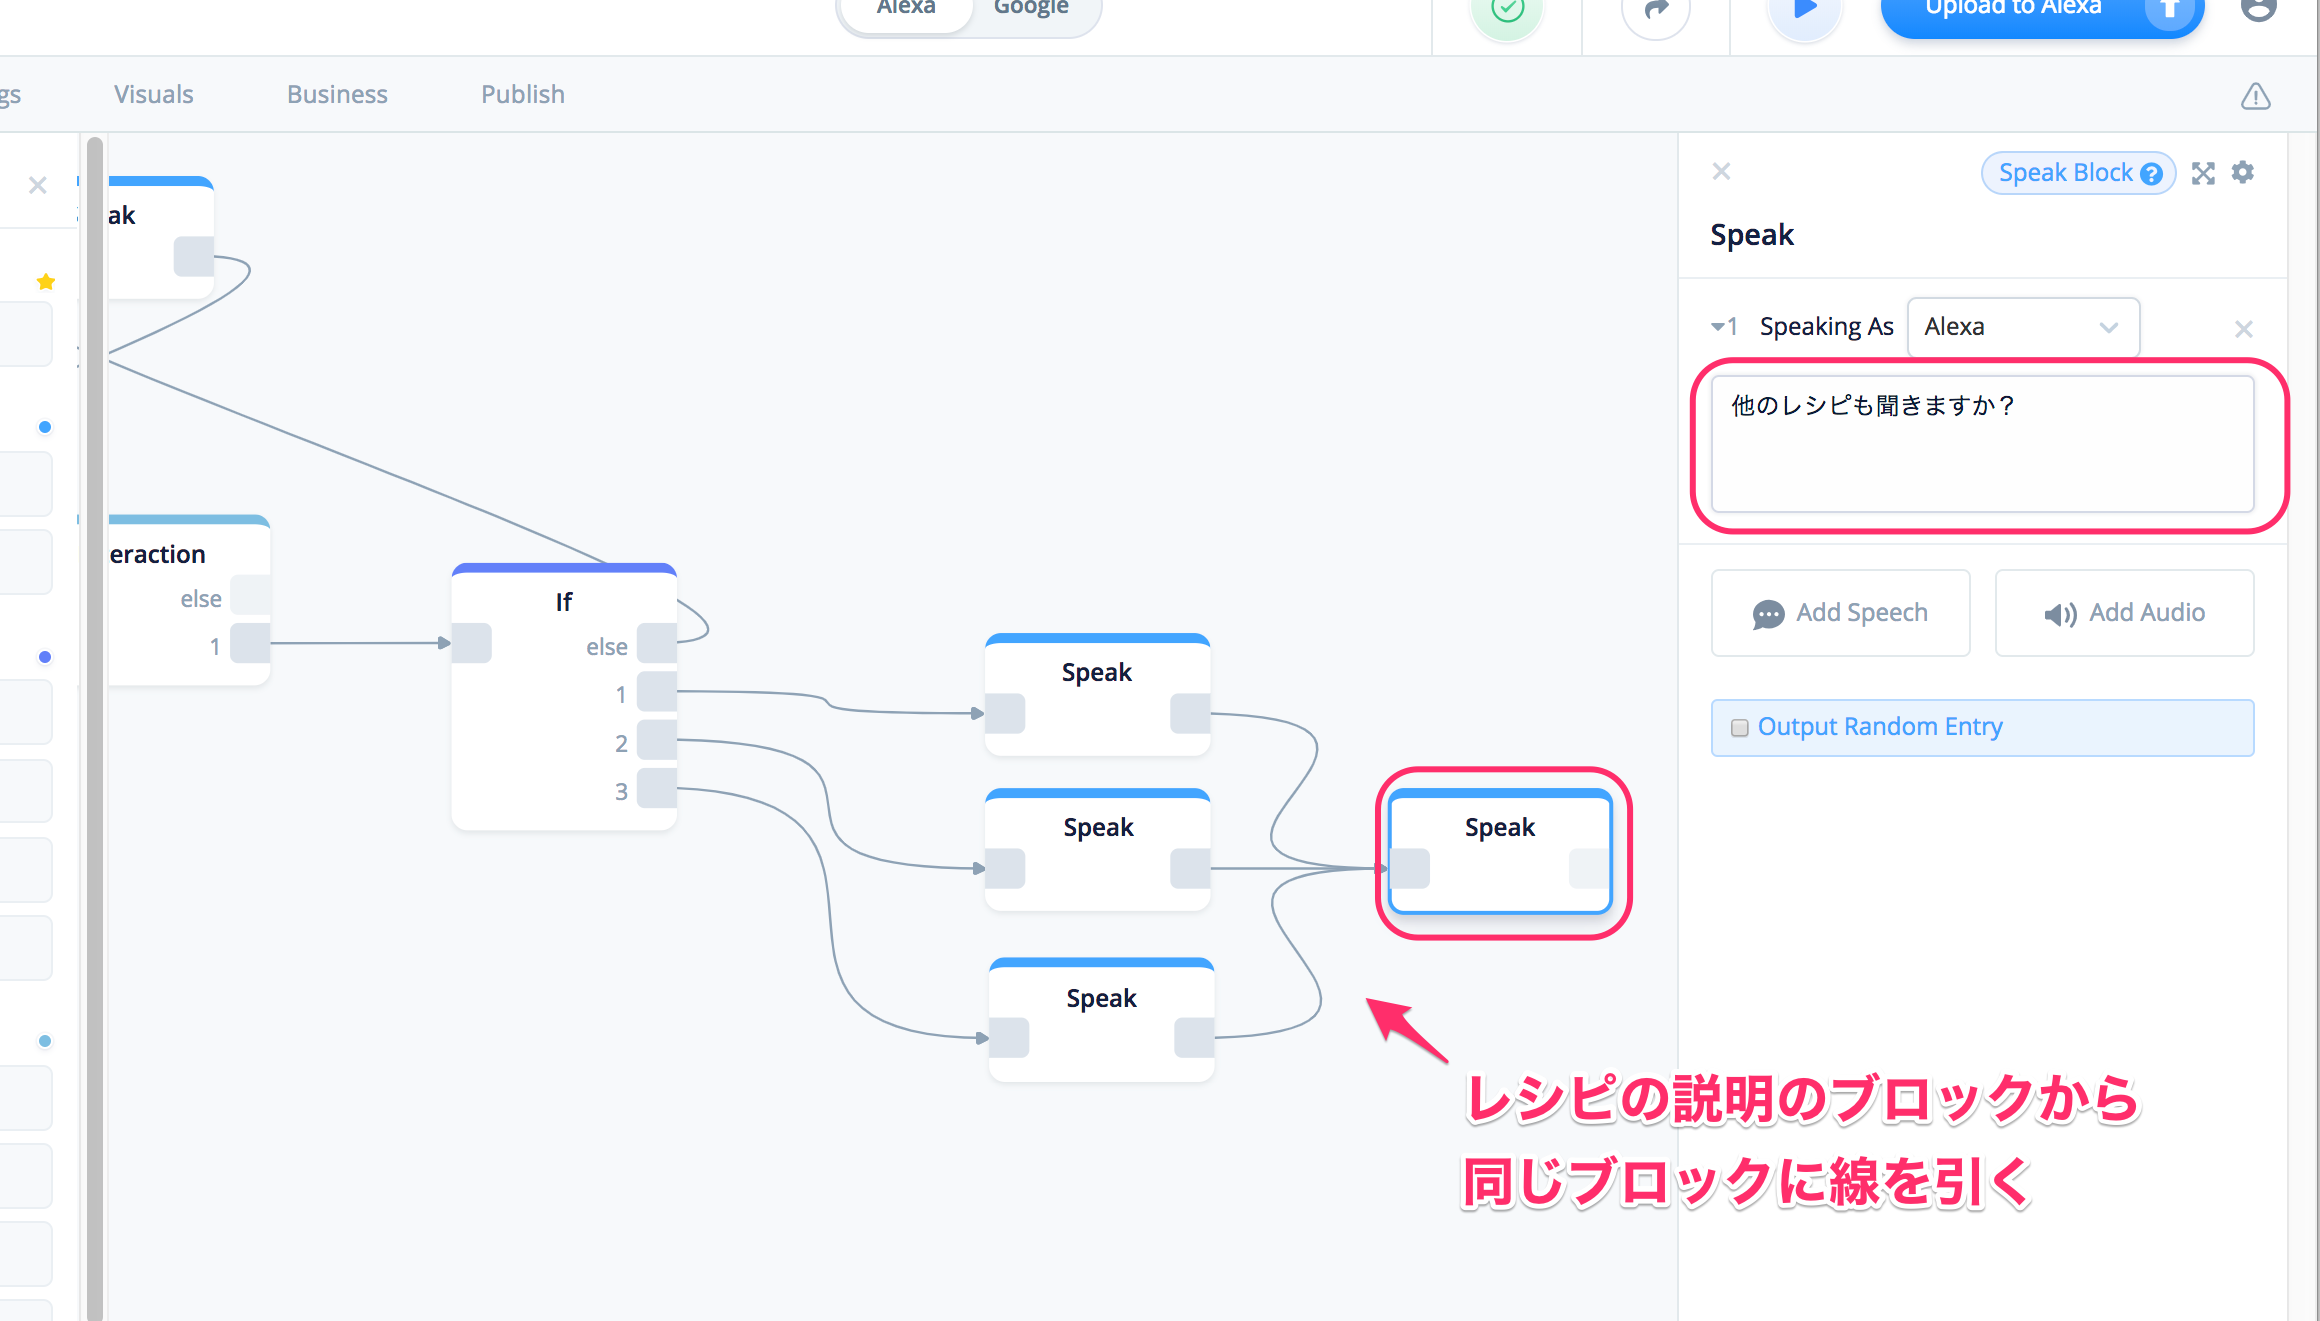 Alexa
Google
Upload to Alexa
gs
Visuals
Business
Publish
ak
eraction
else
1
If
else
1
2
3
Speak
Speak
Speak
Speak
レシピの説明のブロックから
同じブロックに線を引く
Speak Block ?
Speak
1 Speaking As Alexa
他のレシピも聞きますか？
Add Speech
Add Audio
Output Random Entry